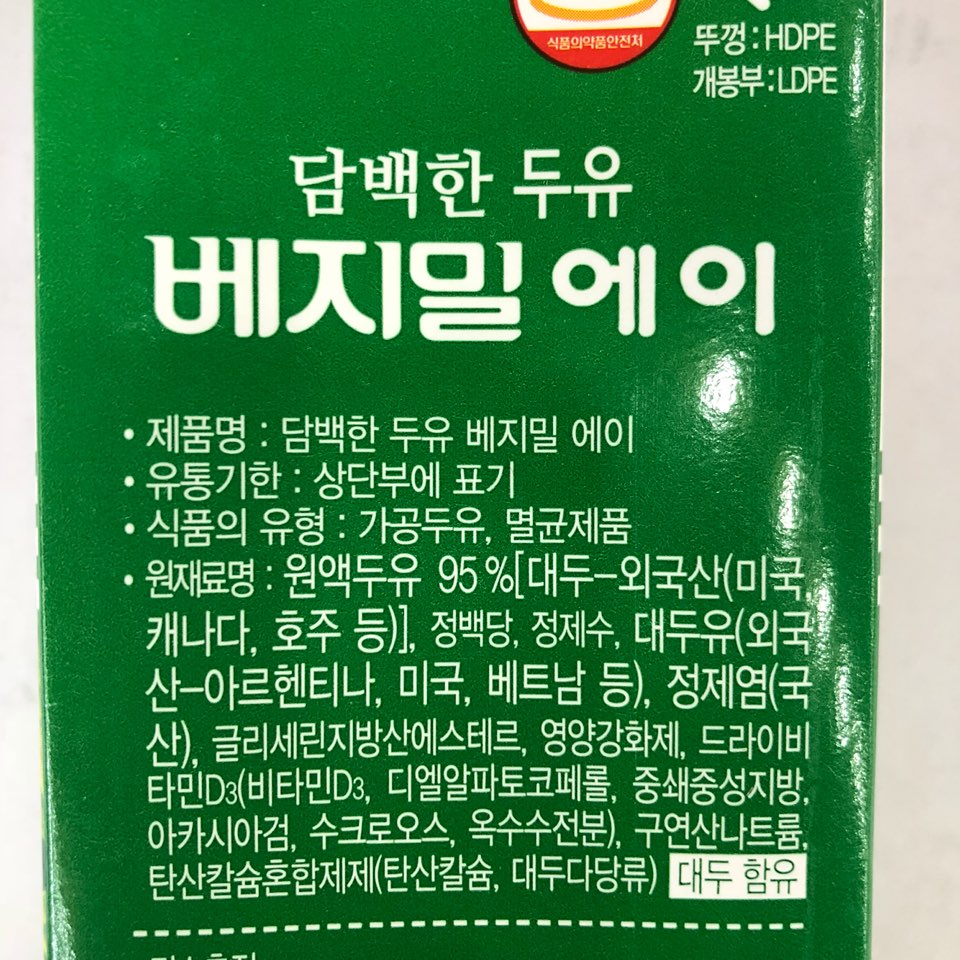 식품의약품안전처
뚜껑 : HDPE
개봉부 : LDPE
담백한 두유
베지밀 에이
• 제품명 : 담백한 두유 베지밀 에이
• 유통기한 : 상단부에 표기
• 식품의 유형 : 가공두유, 멸균제품
• 원재료명 : 원액두유 95 %[대두-외국산(미국,
캐나다, 호주 등)], 정백당, 정제수, 대두유(외국
산-아르헨티나, 미국, 베트남 등), 정제염(국
산), 글리세린지방산에스테르, 영양강화제, 드라이비
타민D3(비타민D3, 디엘알파토코페롤, 중쇄중성지방,
아카시아검, 수크로오스, 옥수수전분), 구연산나트륨,
탄산칼슘혼합제제(탄산칼슘, 대두다당류) 대두 함유